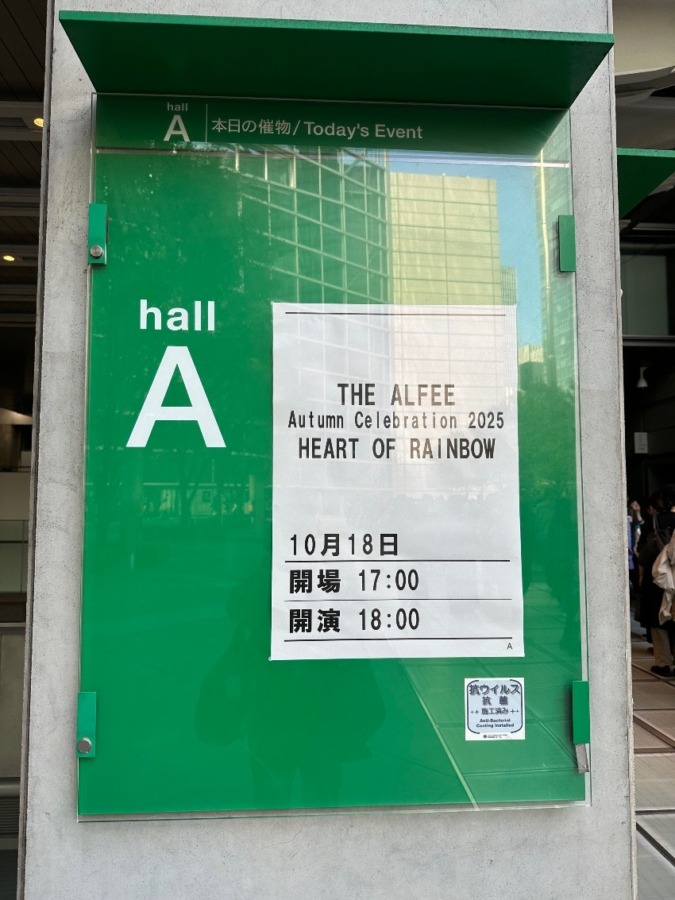 hall
A
本日の催物/Today's Event
hall
A
THE ALFEE
Autumn Celebration 2025
HEART OF RAINBOW
10月18日
開場 17:00
開演 18:00
A
抗ウイルス
抗菌
++ 施工済み ++
Anti-Bacterial
Coating Installed